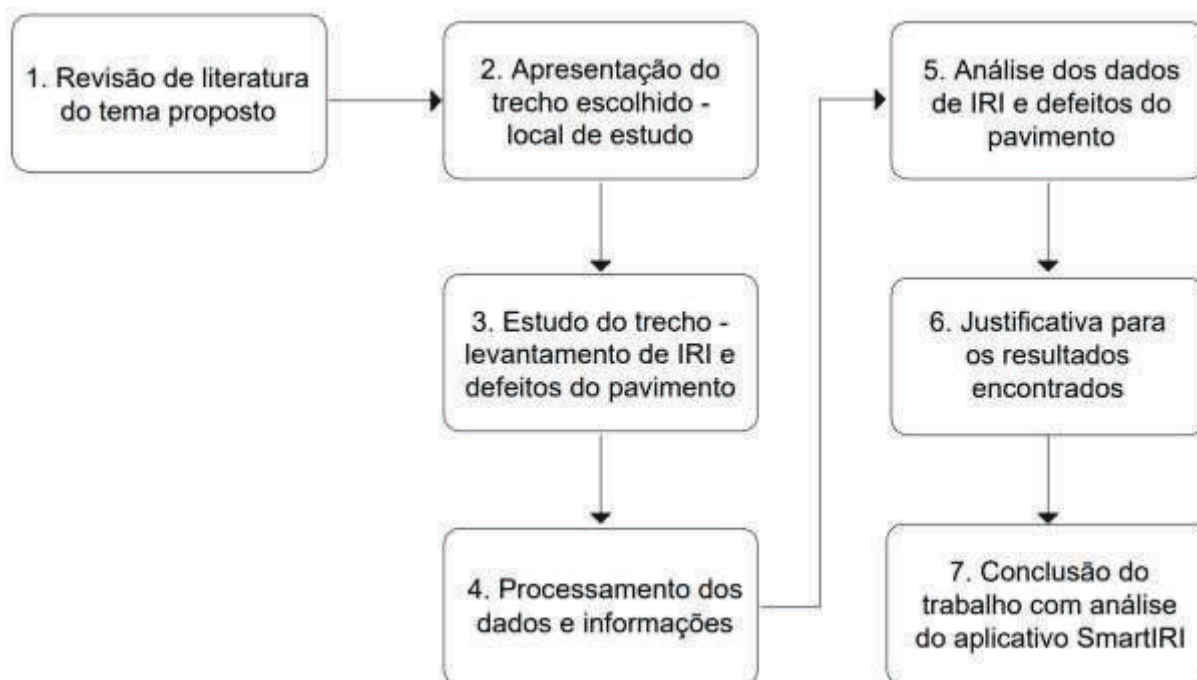 1. Revisão de literatura
do tema proposto
2. Apresentação do
trecho escolhido -
local de estudo
3. Estudo do trecho -
levantamento de IRI e
defeitos do pavimento
4. Processamento dos
dados e informações
5. Análise dos dados
de IRI e defeitos do
pavimento
6. Justificativa para
os resultados
encontrados
7. Conclusão do
trabalho com análise
do aplicativo SmartIRI